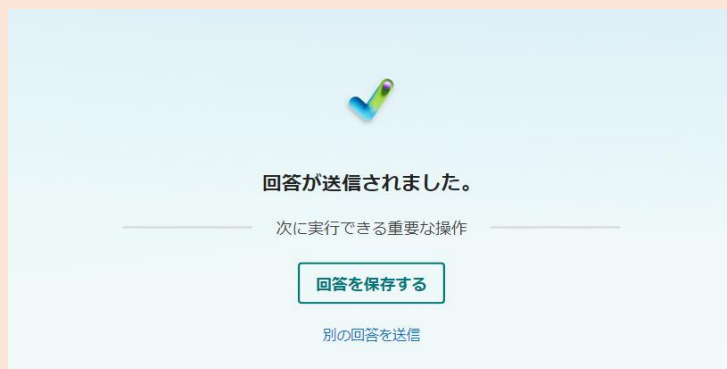 回答が送信されました。
次に実行できる重要な操作
回答を保存する
別の回答を送信